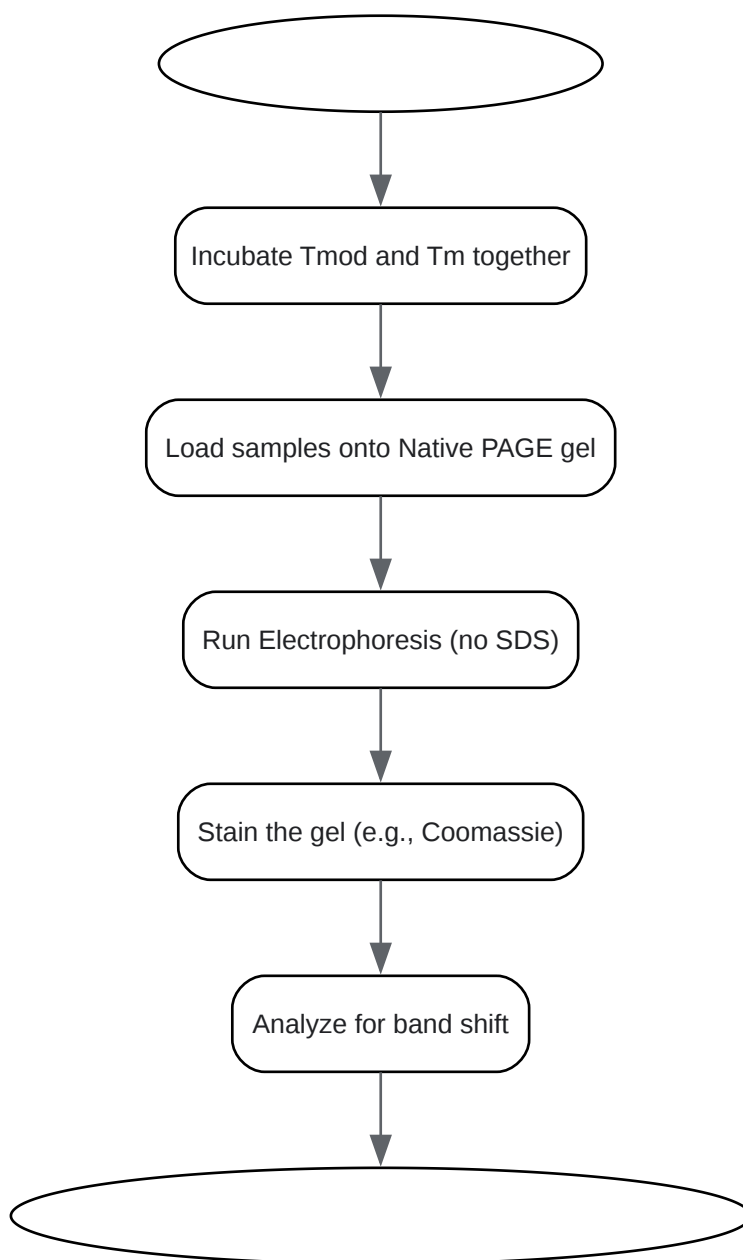 Incubate Tmod and Tm together
Load samples onto Native PAGE gel
Run Electrophoresis (no SDS)
Stain the gel (e.g., Coomassie)
Analyze for band shift